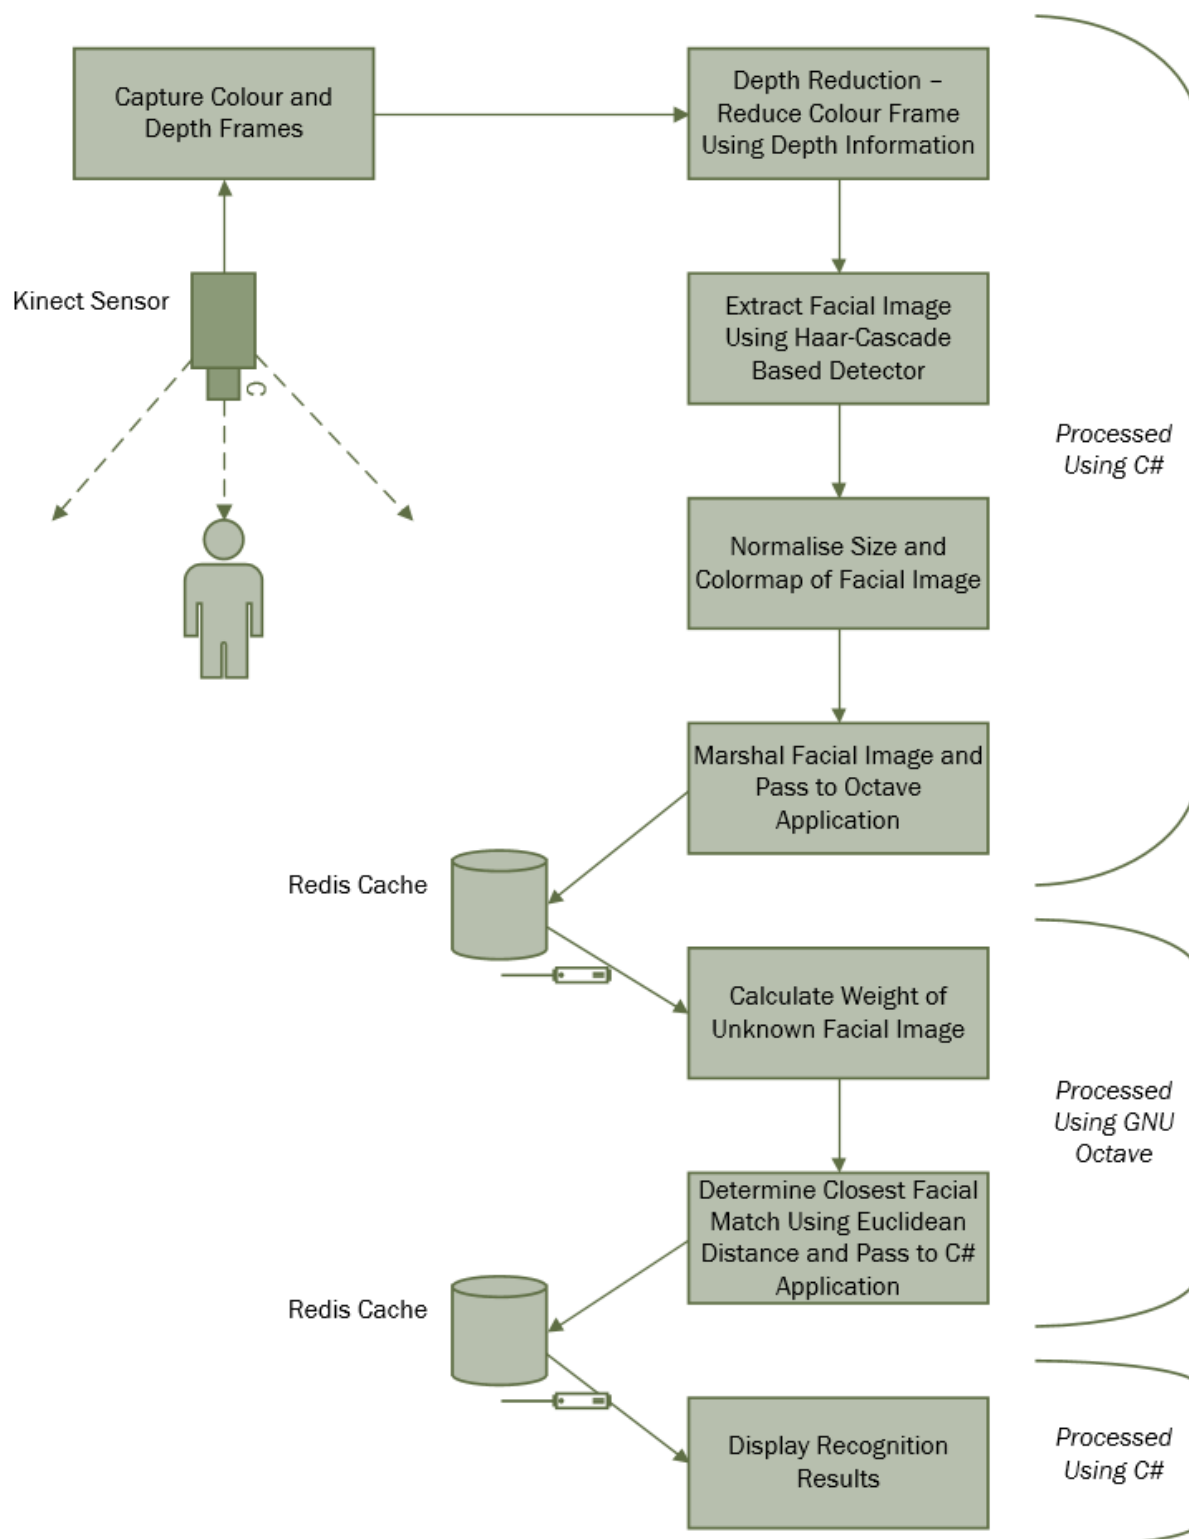 Capture Colour and
Depth Frames
Depth Reduction –
Reduce Colour Frame
Using Depth Information
Kinect Sensor
C
Extract Facial Image
Using Haar-Cascade
Based Detector
Processed
Using C#
Normalise Size and
Colormap of Facial Image
Marshal Facial Image and
Pass to Octave
Application
Redis Cache
Calculate Weight of
Unknown Facial Image
Processed
Using GNU
Octave
Determine Closest Facial
Match Using Euclidean
Distance and Pass to C#
Application
Redis Cache
Display Recognition
Results
Processed
Using C#